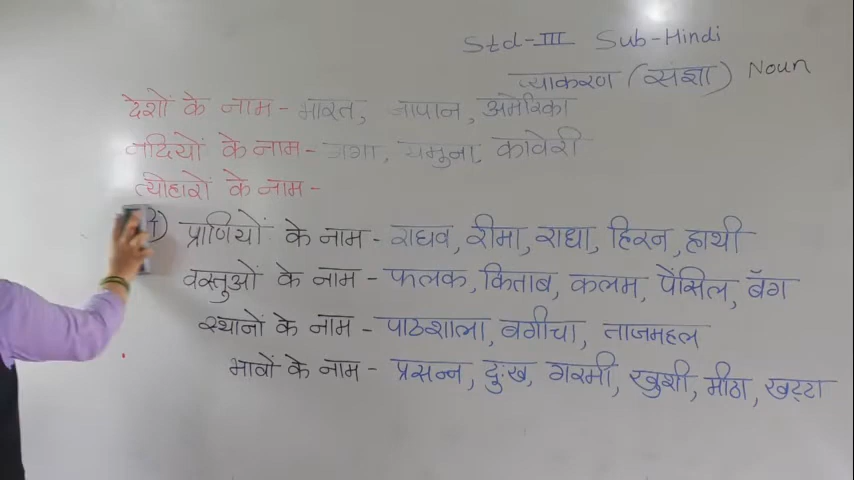 Std-III Sub-Hindi
व्याकरण (संज्ञा) Noun
देशों के नाम - भारत, जापान, अमेरिका
नदियों के नाम - गंगा, यमुना, कावेरी
त्योहारों के नाम -
प्राणियों के नाम - राघव, रीमा, राधा, हिरन, हाथी
वस्तुओं के नाम - फलक, किताब, कलम, पेंसिल, बॅग
स्थानों के नाम - पाठशाला, बगीचा, ताजमहल
भावों के नाम - प्रसन्न, दुःख, गरमी, खुशी, मीठा, खट्टा